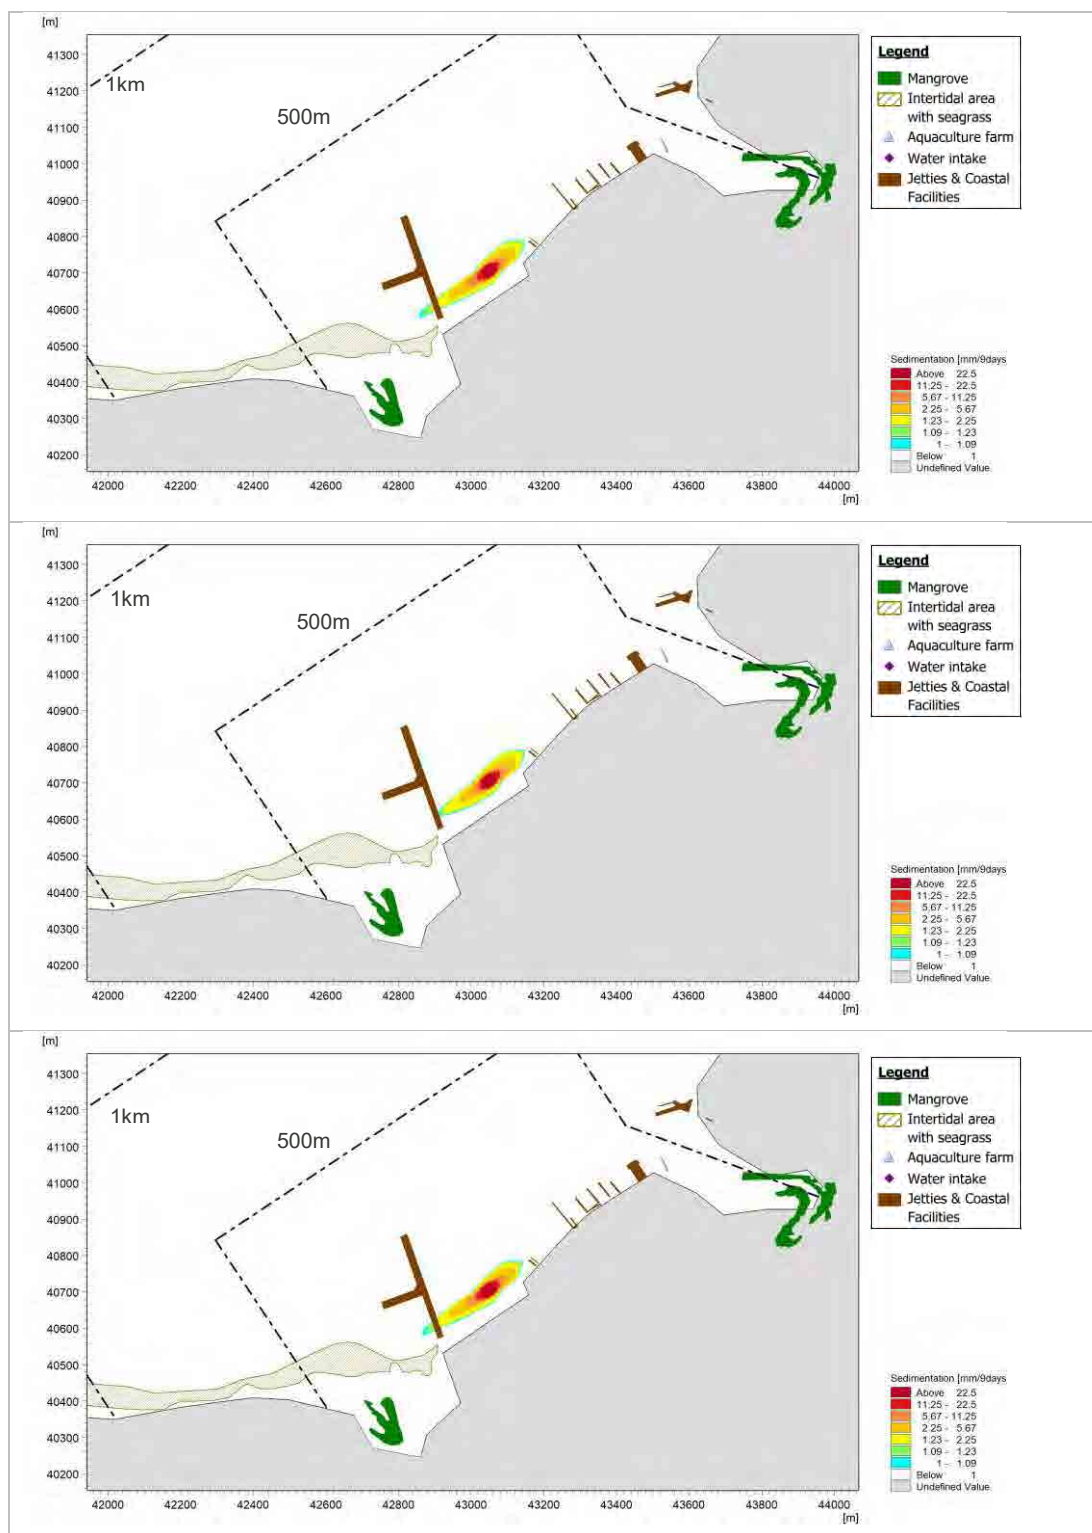 [m]
41300
41200
41100
41000
40900
40800
40700
40600
40500
40400
40300
40200
1km
500m
42000 42200 42400 42600 42800 43000 43200 43400 43600 43800 44000
[m]
Legend
Mangrove
Intertidal area
with seagrass
Aquaculture farm
Water intake
Jetties & Coastal
Facilities
Sedimentation [mm/9days
Above 22.5
11.25 - 22.5
5.67 - 11.25
2.25 - 5.67
1.23 - 2.25
1.09 - 1.23
1 - 1.09
Below 1
Undefined Value
[m]
41300
41200
41100
41000
40900
40800
40700
40600
40500
40400
40300
40200
1km
500m
42000 42200 42400 42600 42800 43000 43200 43400 43600 43800 44000
[m]
Legend
Mangrove
Intertidal area
with seagrass
Aquaculture farm
Water intake
Jetties & Coastal
Facilities
Sedimentation [mm/9days
Above 22.5
11.25 - 22.5
5.67 - 11.25
2.25 - 5.67
1.23 - 2.25
1.09 - 1.23
1 - 1.09
Below 1
Undefined Value
[m]
41300
41200
41100
41000
40900
40800
40700
40600
40500
40400
40300
40200
1km
500m
42000 42200 42400 42600 42800 43000 43200 43400 43600 43800 44000
[m]
Legend
Mangrove
Intertidal area
with seagrass
Aquaculture farm
Water intake
Jetties & Coastal
Facilities
Sedimentation [mm/9days
Above 22.5
11.25 - 22.5
5.67 - 11.25
2.25 - 5.67
1.23 - 2.25
1.09 - 1.23
1 - 1.09
Below 1
Undefined Value